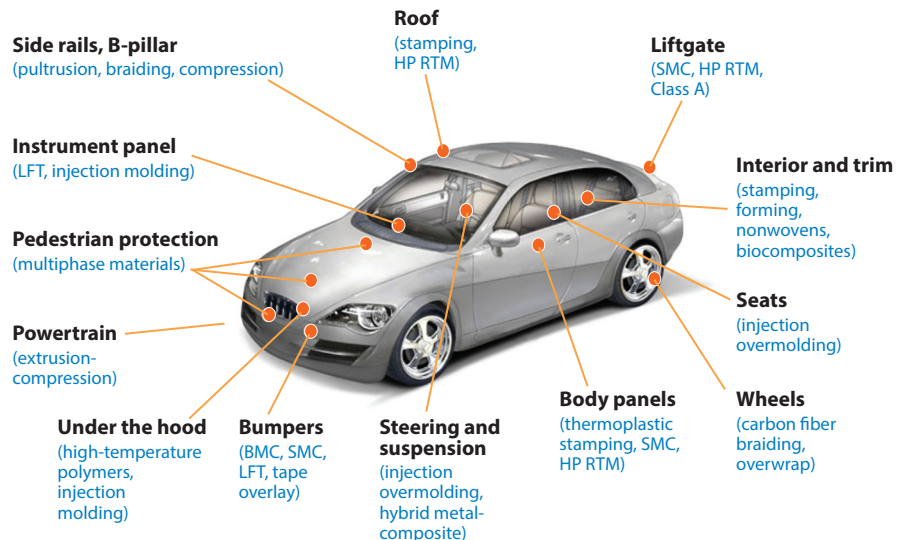 Roof
(stamping,
HP RTM)
Side rails, B-pillar
(pultrusion, braiding, compression)
Liftgate
(SMC, HP RTM,
Class A)
Instrument panel
(LFT, injection molding)
Interior and trim
(stamping,
forming,
nonwovens,
biocomposites)
Pedestrian protection
(multiphase materials)
Seats
(injection
overmolding)
Powertrain
(extrusion-
compression)
Under the hood
(high-temperature
polymers,
injection
molding)
Bumpers
(BMC, SMC,
LFT, tape
overlay)
Steering and
suspension
(injection
overmolding,
hybrid metal-
composite)
Body panels
(thermoplastic
stamping, SMC,
HP RTM)
Wheels
(carbon fiber
braiding,
overwrap)